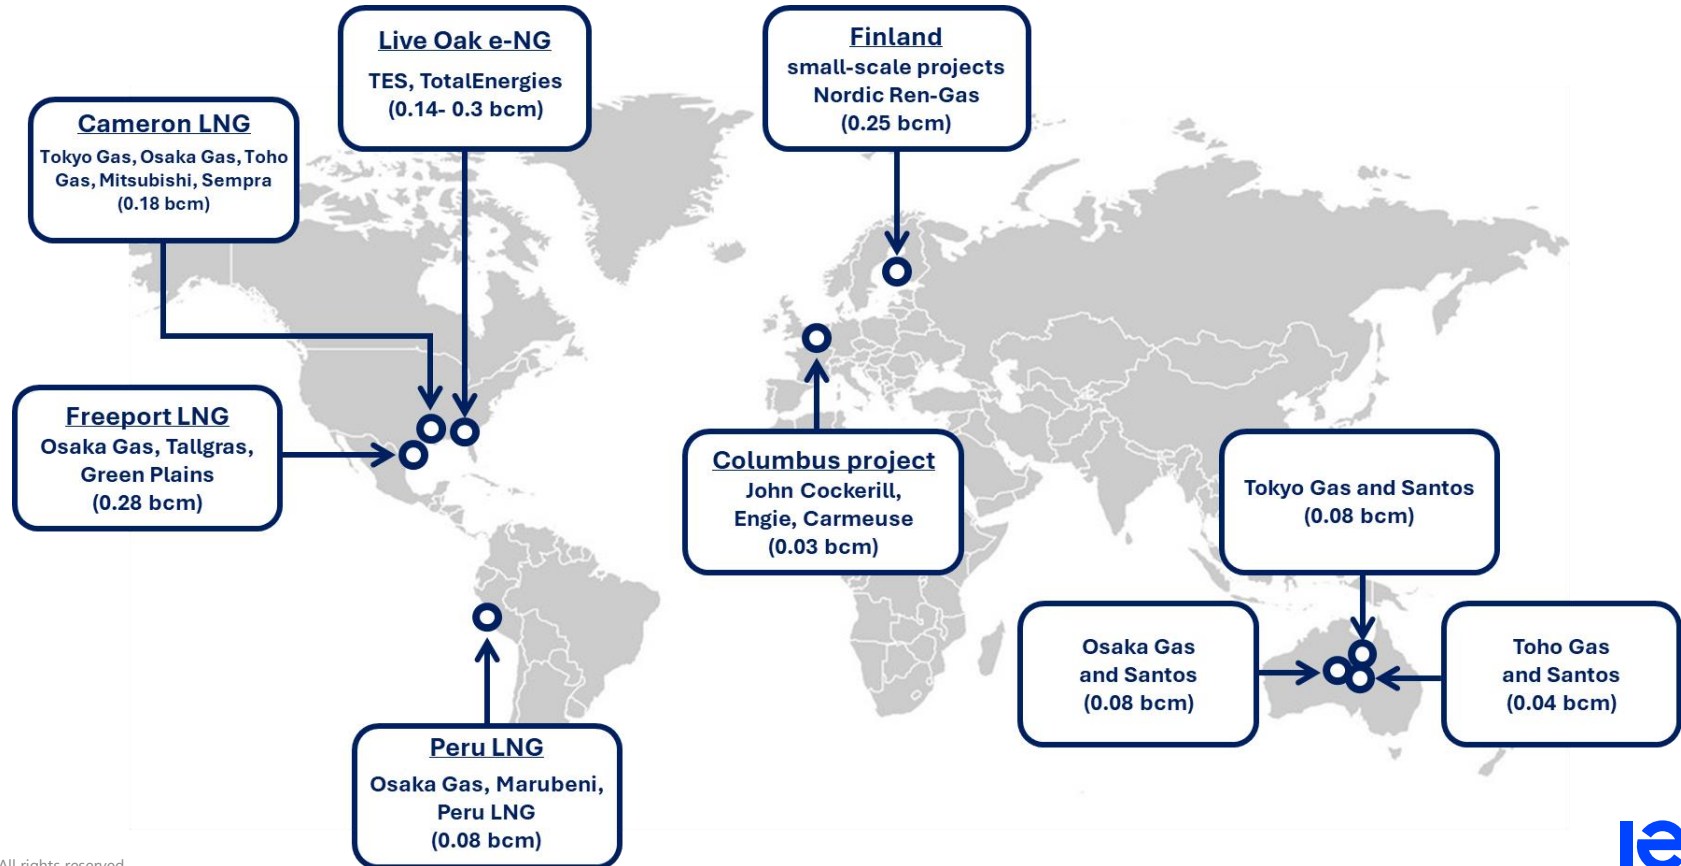 Live Oak e-NG
TES, TotalEnergies
(0.14- 0.3 bcm)
Finland
small-scale projects
Nordic Ren-Gas
(0.25 bcm)
Cameron LNG
Tokyo Gas, Osaka Gas, Toho
Gas, Mitsubishi, Sempra
(0.18 bcm)
Freeport LNG
Osaka Gas, Tallgras,
Green Plains
(0.28 bcm)
Columbus project
John Cockerill,
Engie, Carmeuse
(0.03 bcm)
Tokyo Gas and Santos
(0.08 bcm)
Osaka Gas
and Santos
(0.08 bcm)
Toho Gas
and Santos
(0.04 bcm)
Peru LNG
Osaka Gas, Marubeni,
Peru LNG
(0.08 bcm)
All rights reserved